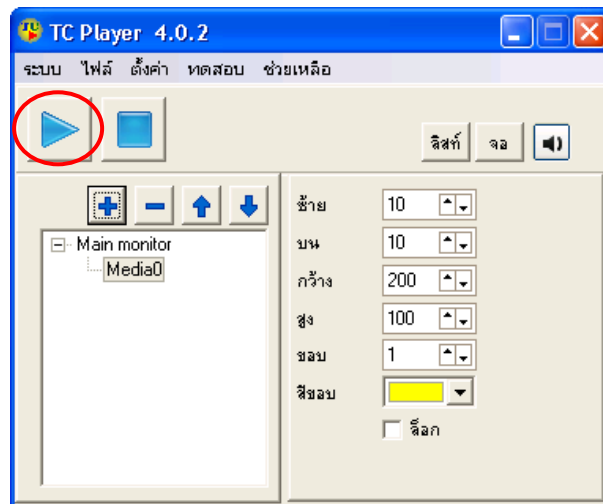 TC Player 4.0.2
ระบบ ไฟล์ ตั้งค่า ทดสอบ ช่วยเหลือ
ลิสท์ จอ
ซ้าย 10
Main monitor
บน 10
Media0
กว้าง 200
สูง 100
ขอบ 1
สีขอบ
ล็อก